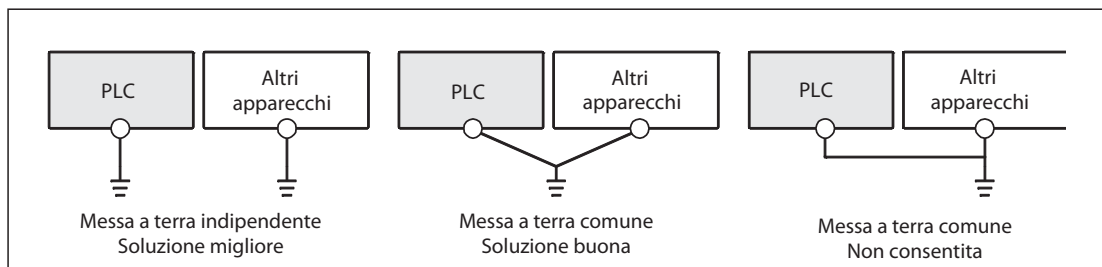 PLC
Altri
apparecchi
PLC
Altri
apparecchi
PLC
Altri
apparecchi
Messa a terra indipendente
Soluzione migliore
Messa a terra comune
Soluzione buona
Messa a terra comune
Non consentita